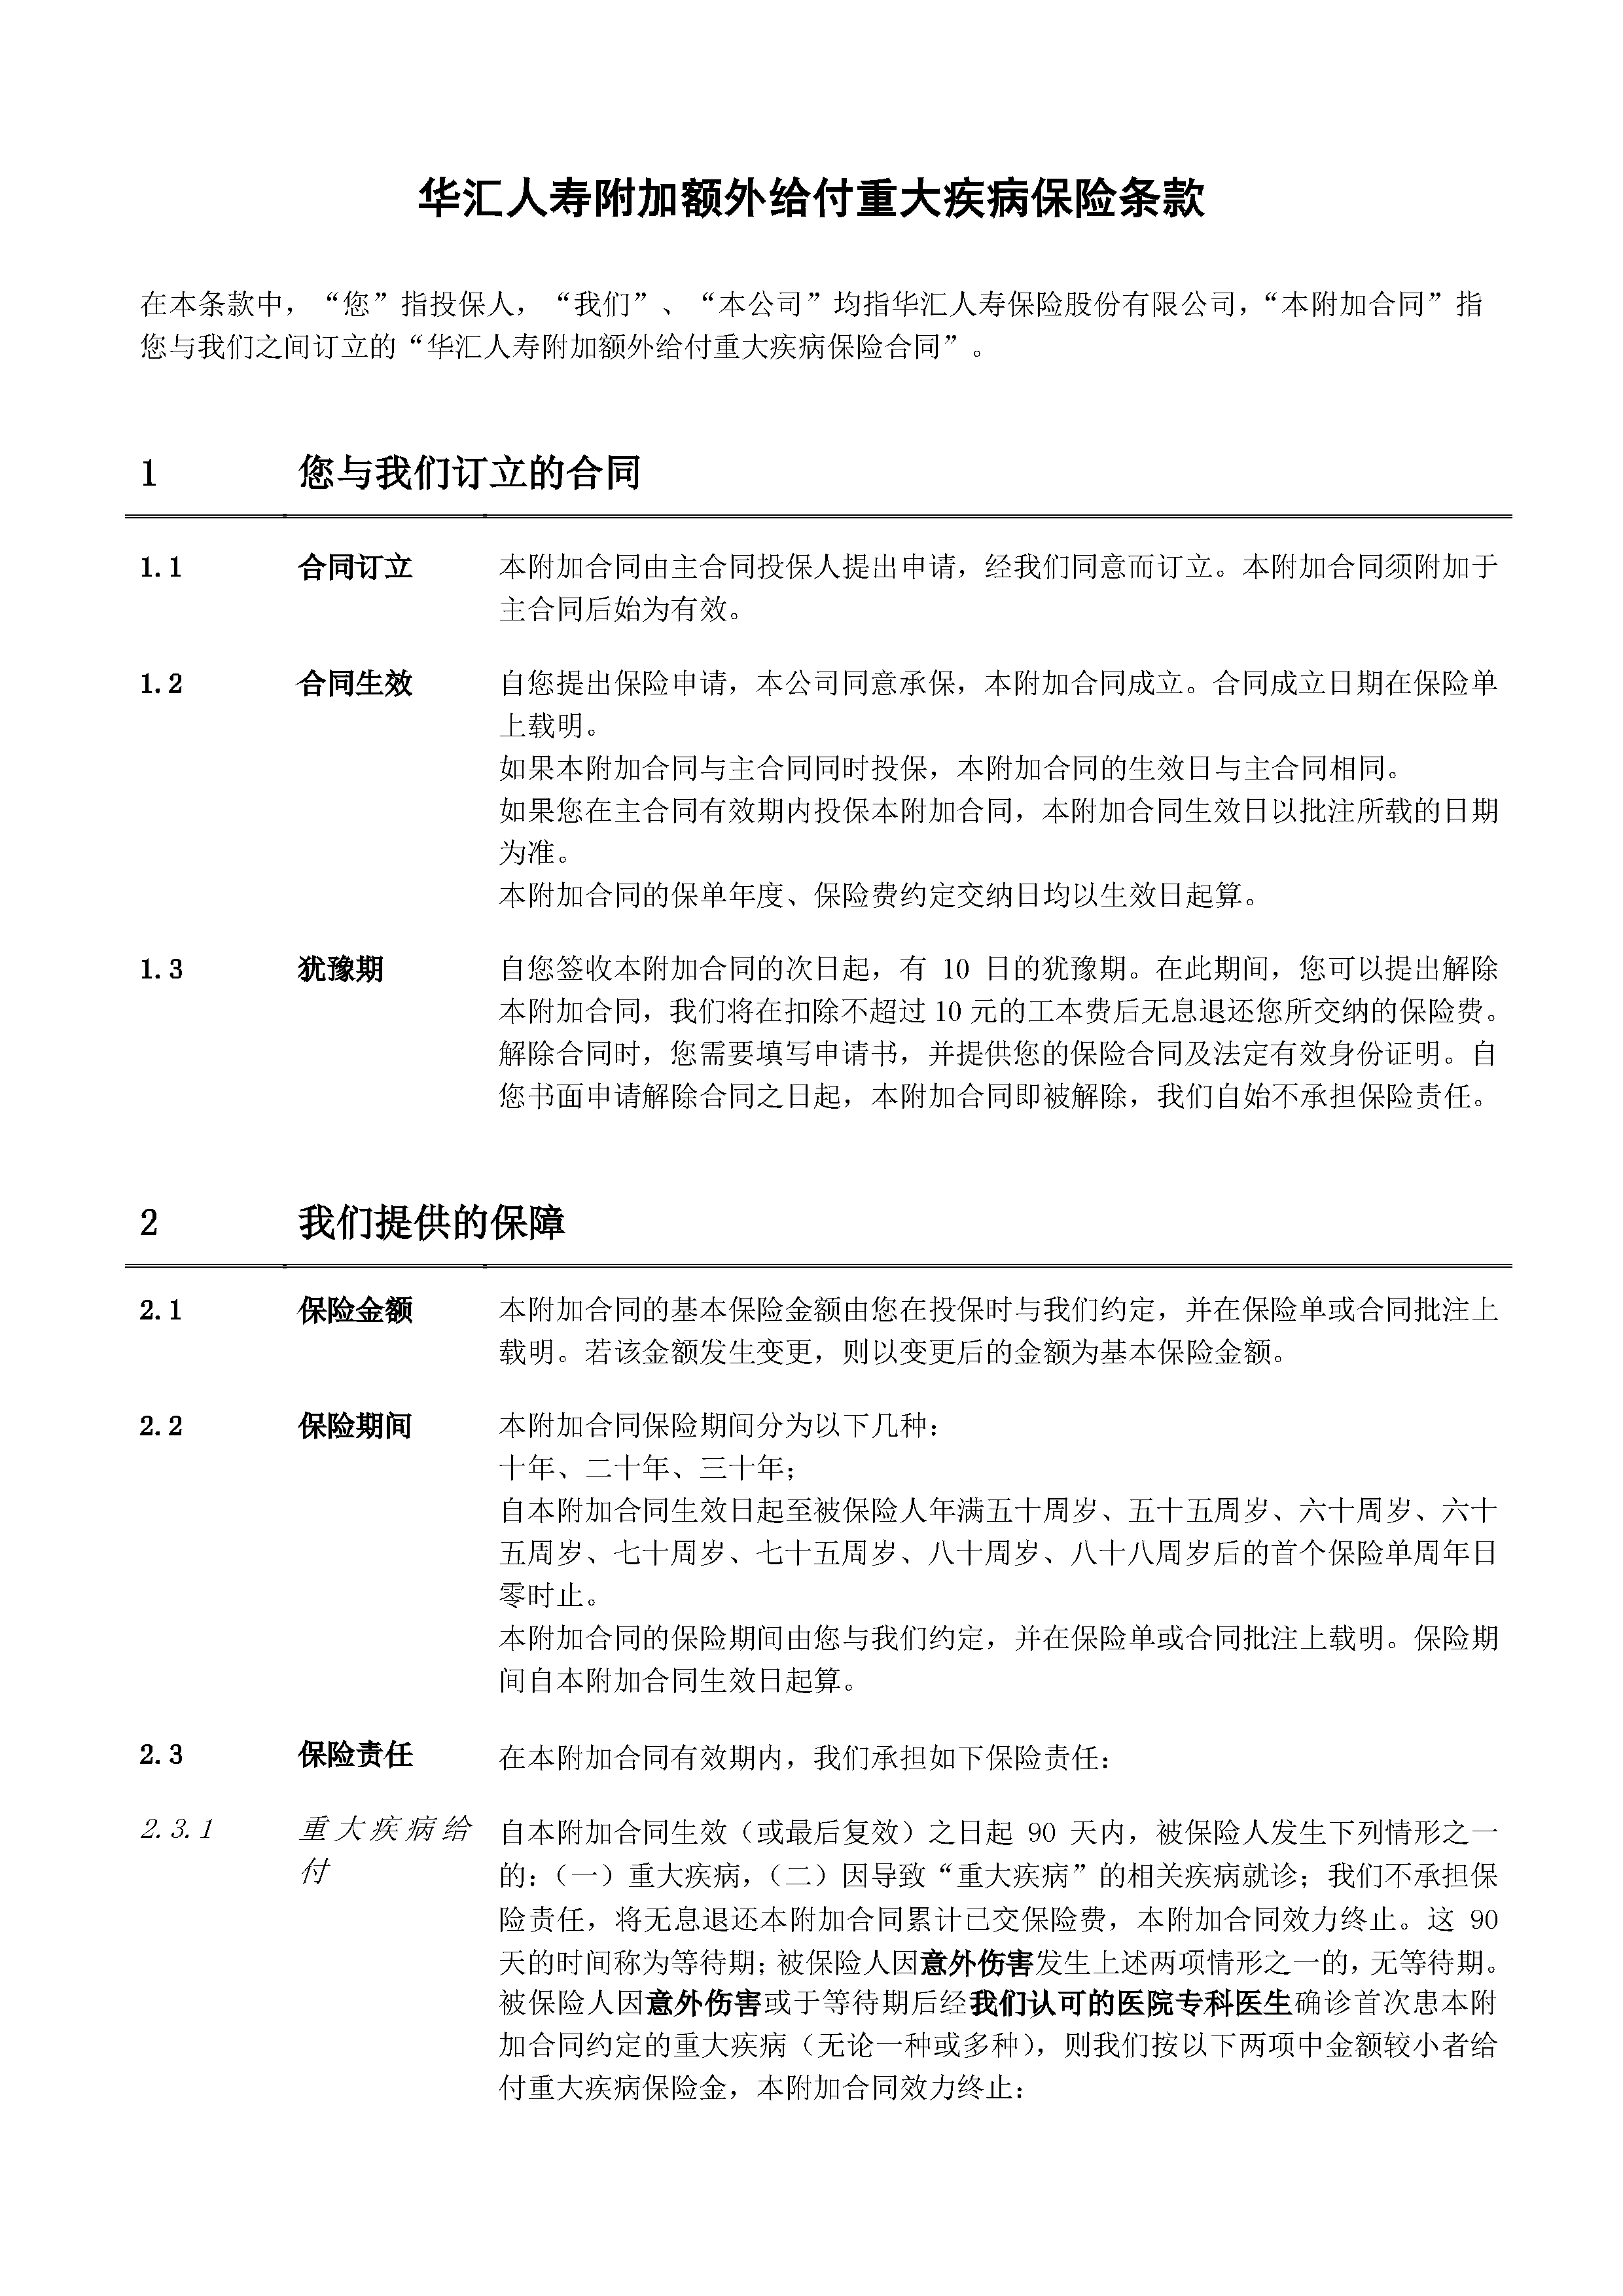 华汇人寿附加额外给付重大疾病保险条款
在本条款中，“您”指投保人，“我们”、“本公司”均指华汇人寿保险股份有限公司，“本附加合同”指
您与我们之间订立的“华汇人寿附加额外给付重大疾病保险合同”。
1 您与我们订立的合同
1.1 合同订立 本附加合同由主合同投保人提出申请，经我们同意而订立。本附加合同须附加于
主合同后始为有效。
1.2 合同生效 自您提出保险申请，本公司同意承保，本附加合同成立。合同成立日期在保险单
上载明。
如果本附加合同与主合同同时投保，本附加合同的生效日与主合同相同。
如果您在主合同有效期内投保本附加合同，本附加合同生效日以批注所载的日期
为准。
本附加合同的保单年度、保险费约定交纳日均以生效日起算。
1.3 犹豫期 自您签收本附加合同的次日起，有 10 日的犹豫期。在此期间，您可以提出解除
本附加合同，我们将在扣除不超过 10 元的工本费后无息退还您所交纳的保险费。
解除合同时，您需要填写申请书，并提供您的保险合同及法定有效身份证明。自
您书面申请解除合同之日起，本附加合同即被解除，我们自始不承担保险责任。
2 我们提供的保障
2.1 保险金额 本附加合同的基本保险金额由您在投保时与我们约定，并在保险单或合同批注上
载明。若该金额发生变更，则以变更后的金额为基本保险金额。
2.2 保险期间 本附加合同保险期间分为以下几种：
十年、二十年、三十年；
自本附加合同生效日起至被保险人年满五十周岁、五十五周岁、六十周岁、六十
五周岁、七十周岁、七十五周岁、八十周岁、八十八周岁后的首个保险单周年日
零时止。
本附加合同的保险期间由您与我们约定，并在保险单或合同批注上载明。保险期
间自本附加合同生效日起算。
2.3 保险责任 在本附加合同有效期内，我们承担如下保险责任：
2.3.1 重大疾病给 自本附加合同生效（或最后复效）之日起 90 天内，被保险人发生下列情形之一
付 的：（一）重大疾病，（二）因导致“重大疾病”的相关疾病就诊；我们不承担保
险责任，将无息退还本附加合同累计已交保险费，本附加合同效力终止。这 90
天的时间称为等待期；被保险人因意外伤害发生上述两项情形之一的，无等待期。
被保险人因意外伤害或于等待期后经我们认可的医院专科医生确诊首次患本附
加合同约定的重大疾病（无论一种或多种），则我们按以下两项中金额较小者给
付重大疾病保险金，本附加合同效力终止：